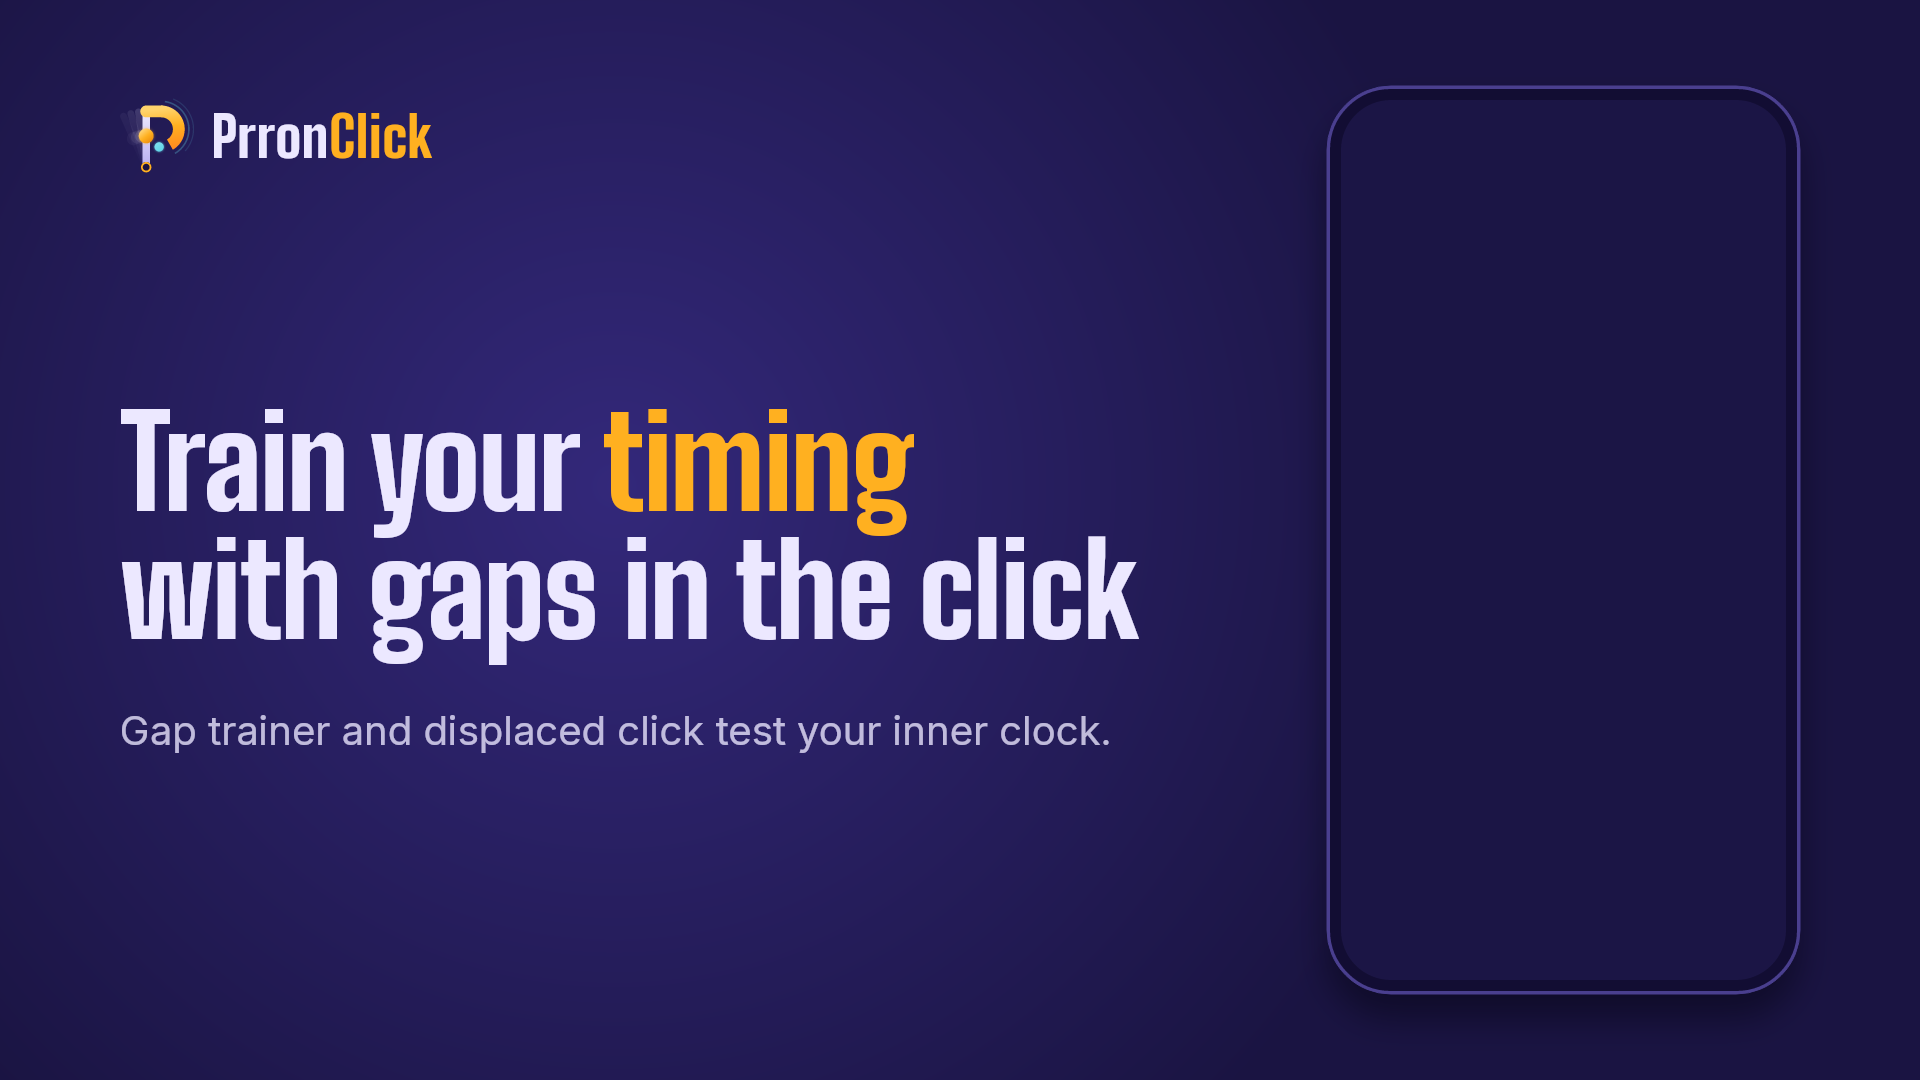 PrronClick
Train your timing
with gaps in the click
Gap trainer and displaced click test your inner clock.